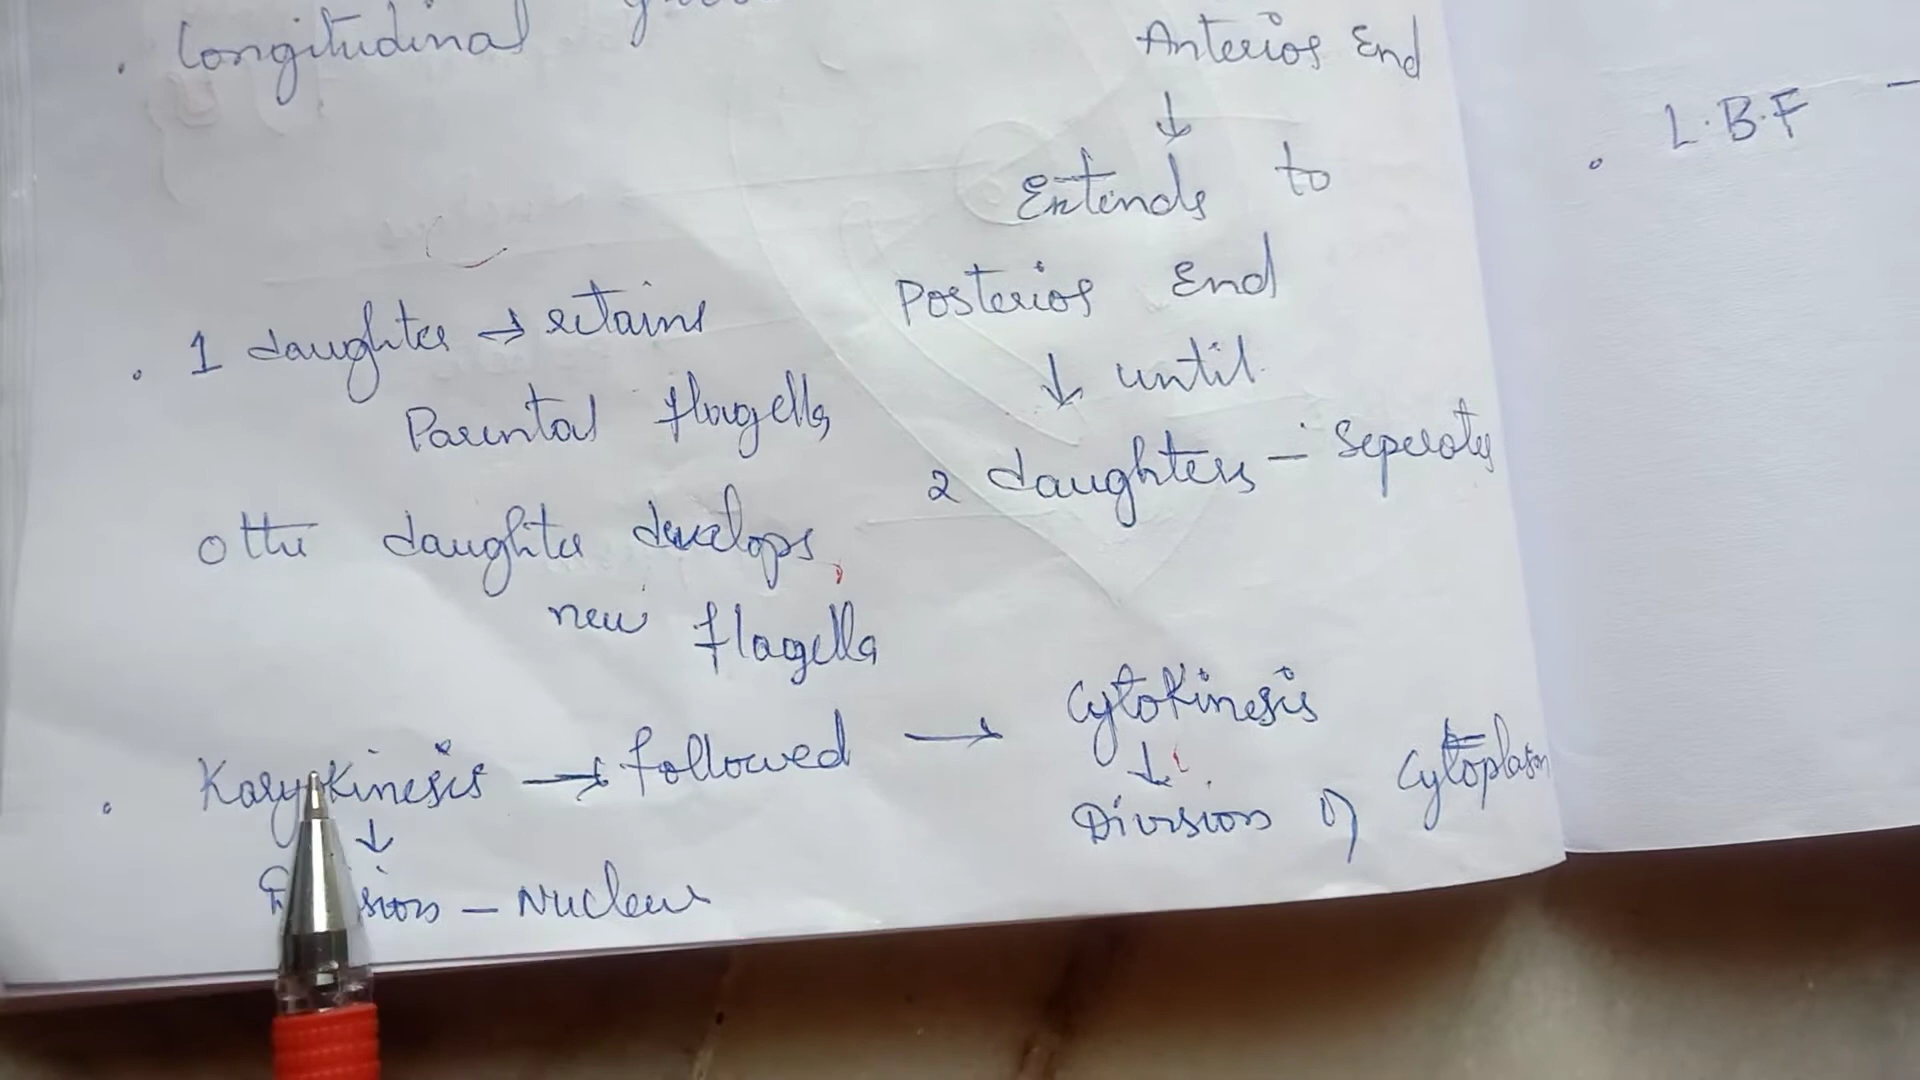 . Longitudinal
Anterior End
↓
Extends to
Posterior End
↓ until
2 daughters - Seperates
. 1 daughter → retains
Parental flagella
other daughter develops
new flagella
. Karyokinesis → followed → Cytokinesis
↓
Division - Nucleus
↓
Division of Cytoplasm
. L.B.F -